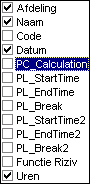 Afdeling
Naam
Code
Datum
PC_Calculation
PL_StartTime
PL_EndTime
PL_Break
PL_StartTime2
PL_EndTime2
PL_Break2
Functie Riziv
Uren